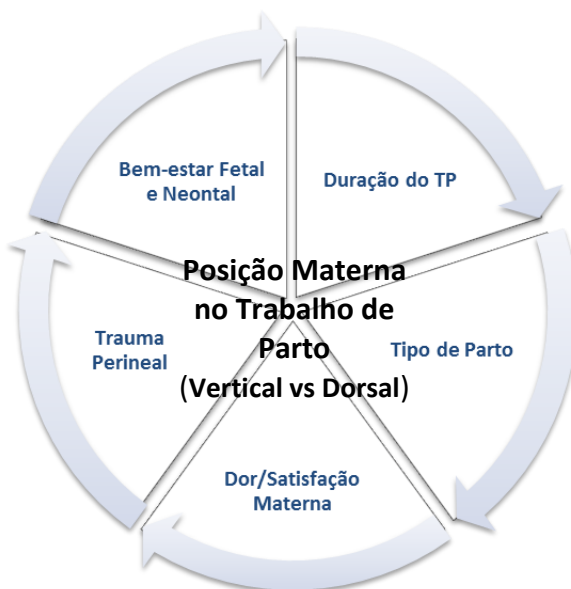 Bem-estar Fetal
e Neontal
Duração do TP
Posição Materna
no Trabalho de
Parto
(Vertical vs Dorsal)
Trauma
Perineal
Tipo de Parto
Dor/Satisfação
Materna